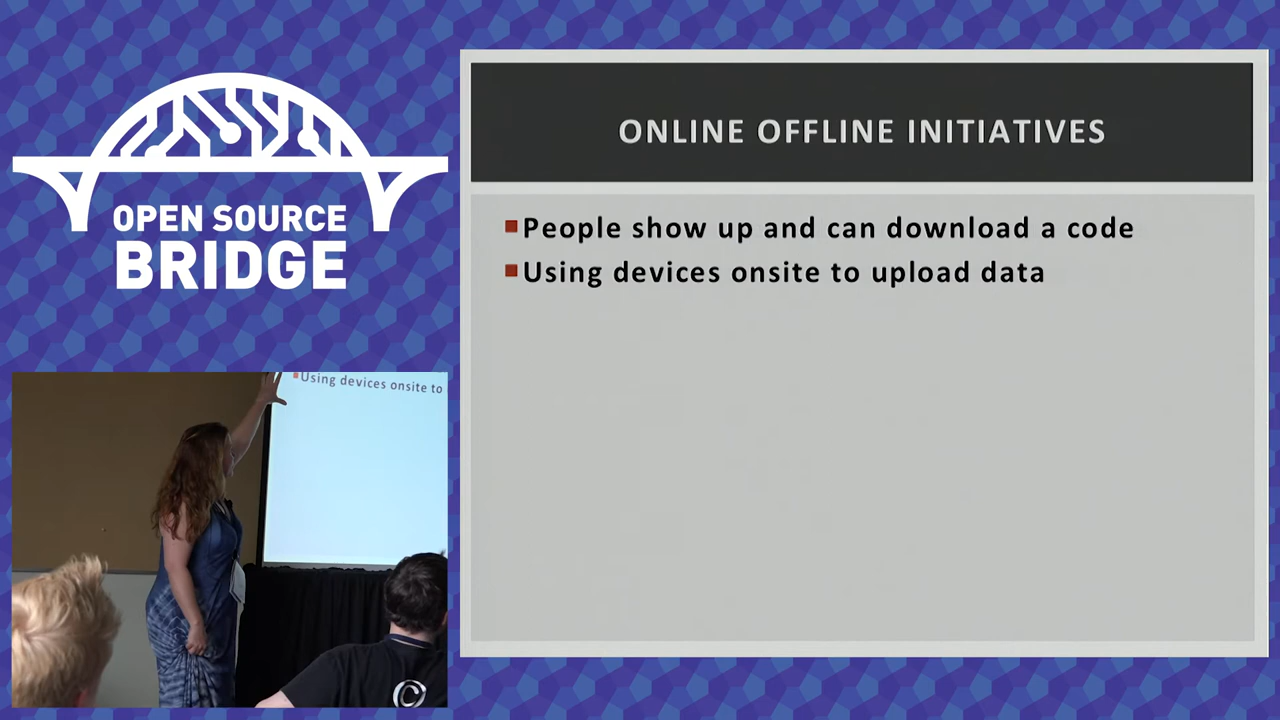 OPEN SOURCE
BRIDGE
ONLINE OFFLINE INITIATIVES
People show up and can download a code
Using devices onsite to upload data
Using devices onsite to
©